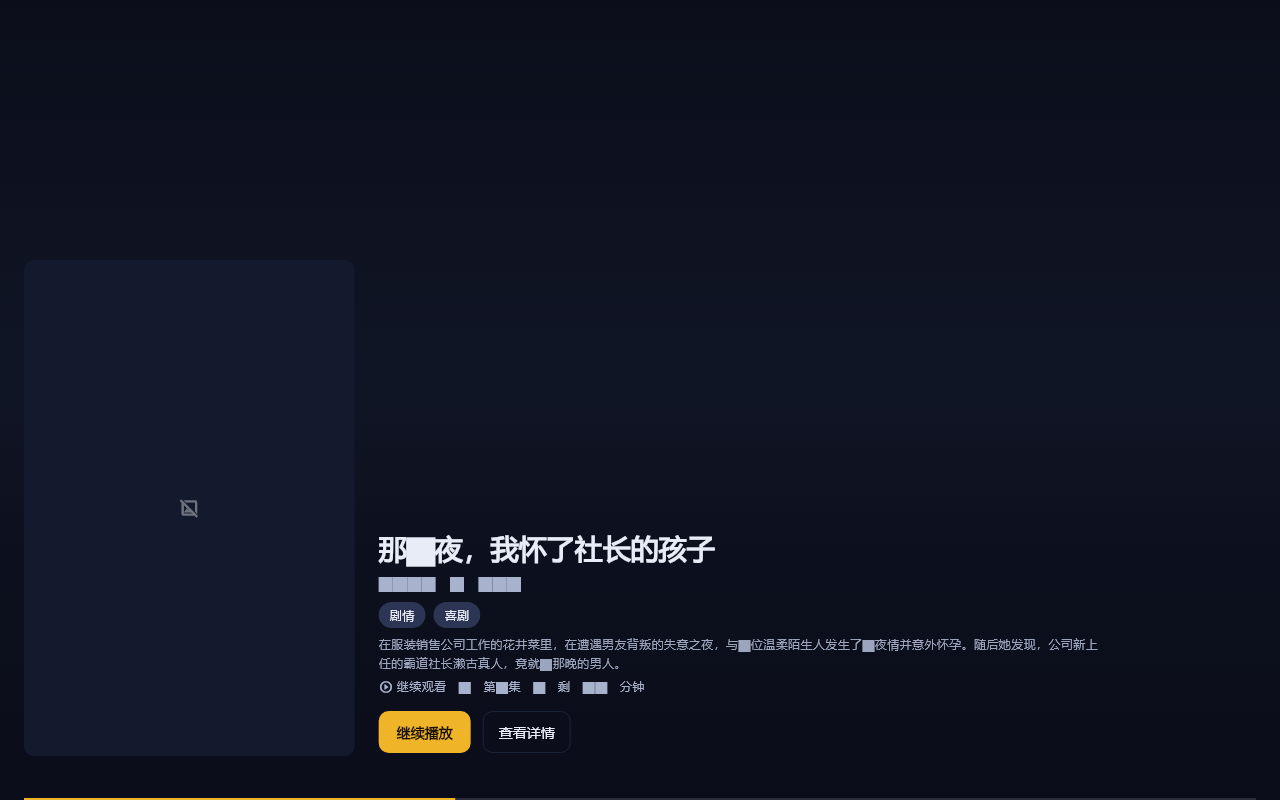 那█夜，我怀了社长的孩子
剧情
喜剧
在服装销售公司工作的花井菜里，在遭遇男友背叛的失意之夜，与█位温柔陌生人发生了█夜情并意外怀孕。随后她发现，公司新上
任的霸道社长濑古真人，竟就█那晚的男人。
继续观看 █ 第█集 █ 剩 ██ 分钟
继续播放
查看详情